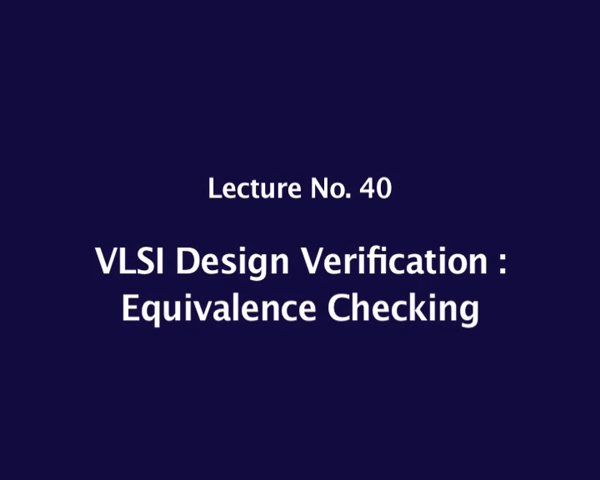 Lecture No. 40
VLSI Design Verification :
Equivalence Checking